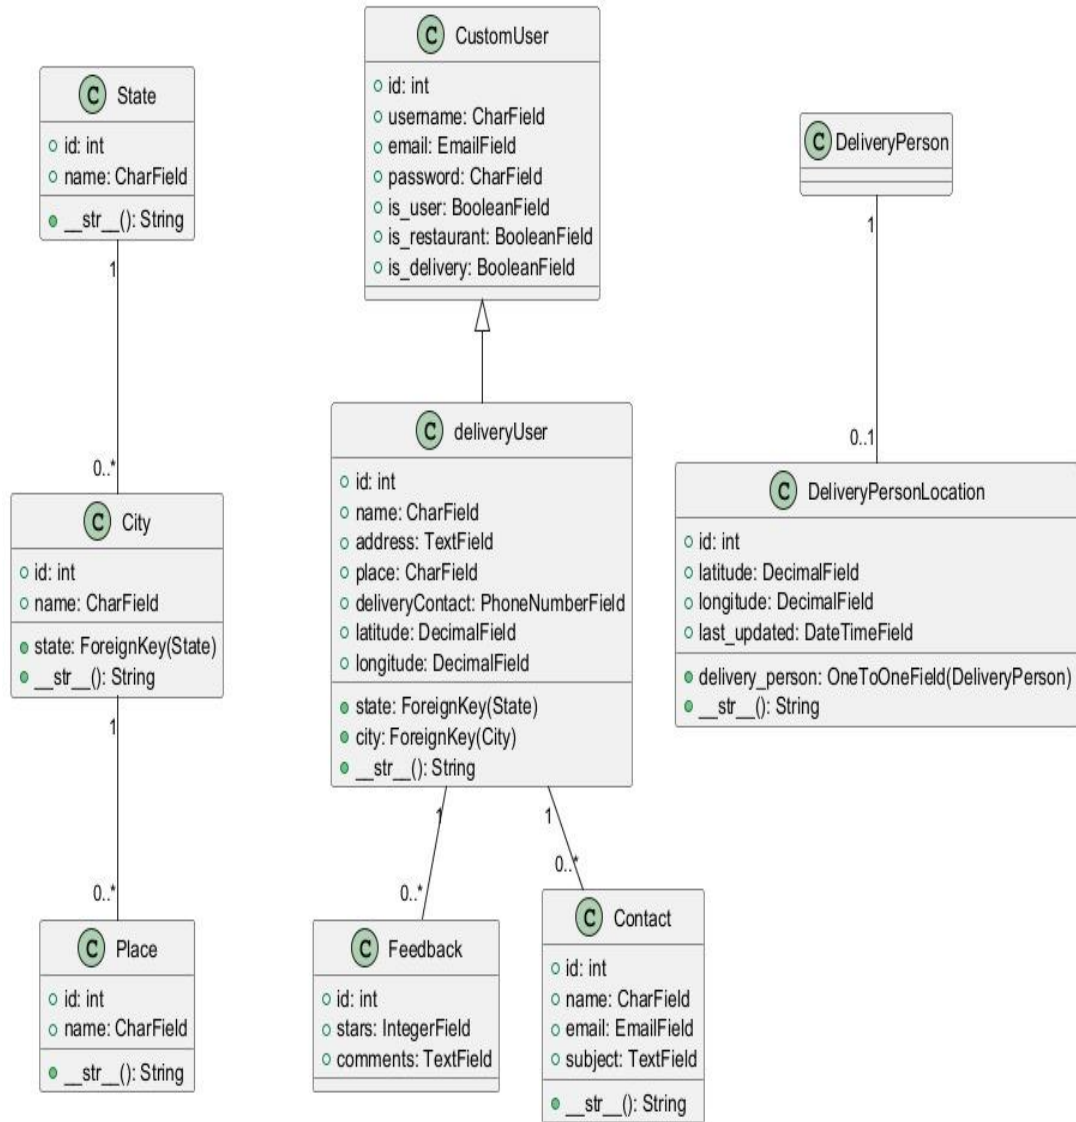 C State
id: int
name: CharField
__str__(): String
1
0..*
C City
id: int
name: CharField
state: ForeignKey(State)
__str__(): String
1
0..*
C Place
id: int
name: CharField
__str__(): String
C CustomUser
id: int
username: CharField
email: EmailField
password: CharField
is_user: BooleanField
is_restaurant: BooleanField
is_delivery: BooleanField
C deliveryUser
id: int
name: CharField
address: TextField
place: CharField
deliveryContact: PhoneNumberField
latitude: DecimalField
longitude: DecimalField
state: ForeignKey(State)
city: ForeignKey(City)
__str__(): String
1
1
0..*
0..*
C Feedback
id: int
stars: IntegerField
comments: TextField
C Contact
id: int
name: CharField
email: EmailField
subject: TextField
__str__(): String
C DeliveryPerson
1
0..1
C DeliveryPersonLocation
id: int
latitude: DecimalField
longitude: DecimalField
last_updated: DateTimeField
delivery_person: OneToOneField(DeliveryPerson)
__str__(): String